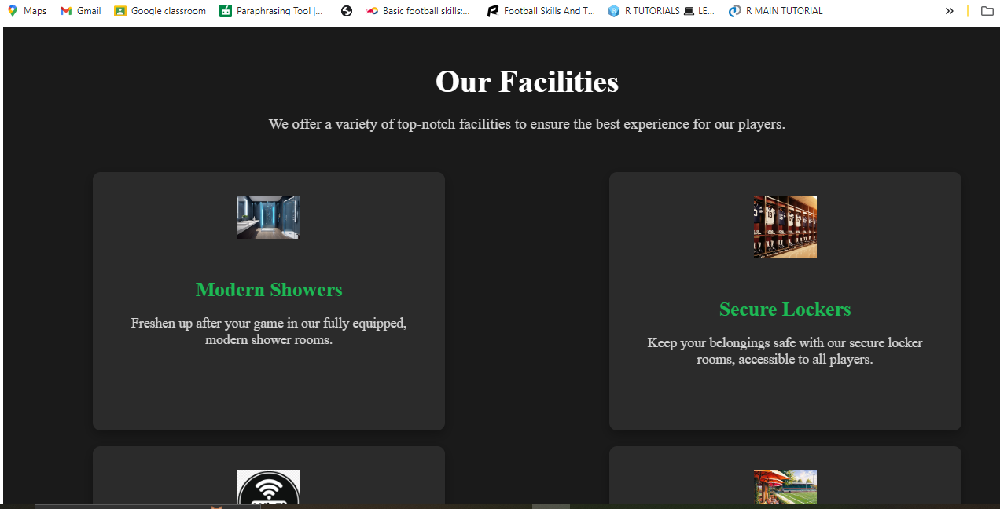 Maps Gmail Google classroom Paraphrasing Tool |... Basic football skills:... Football Skills And T... R TUTORIALS 💻 LE... R MAIN TUTORIAL »
Our Facilities
We offer a variety of top-notch facilities to ensure the best experience for our players.
Modern Showers
Freshen up after your game in our fully equipped,
modern shower rooms.
Secure Lockers
Keep your belongings safe with our secure locker
rooms, accessible to all players.